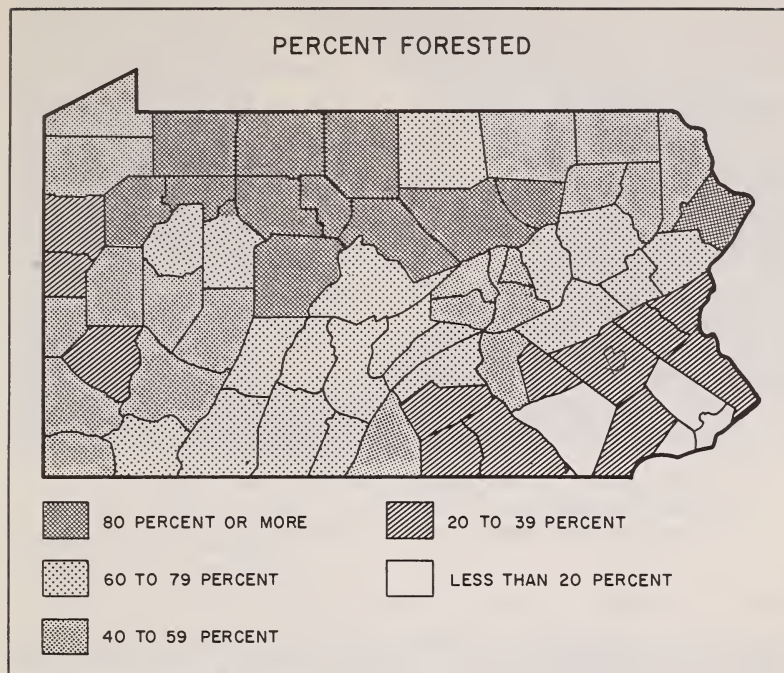 PERCENT FORESTED
80 PERCENT OR MORE
60 TO 79 PERCENT
40 TO 59 PERCENT
20 TO 39 PERCENT
LESS THAN 20 PERCENT